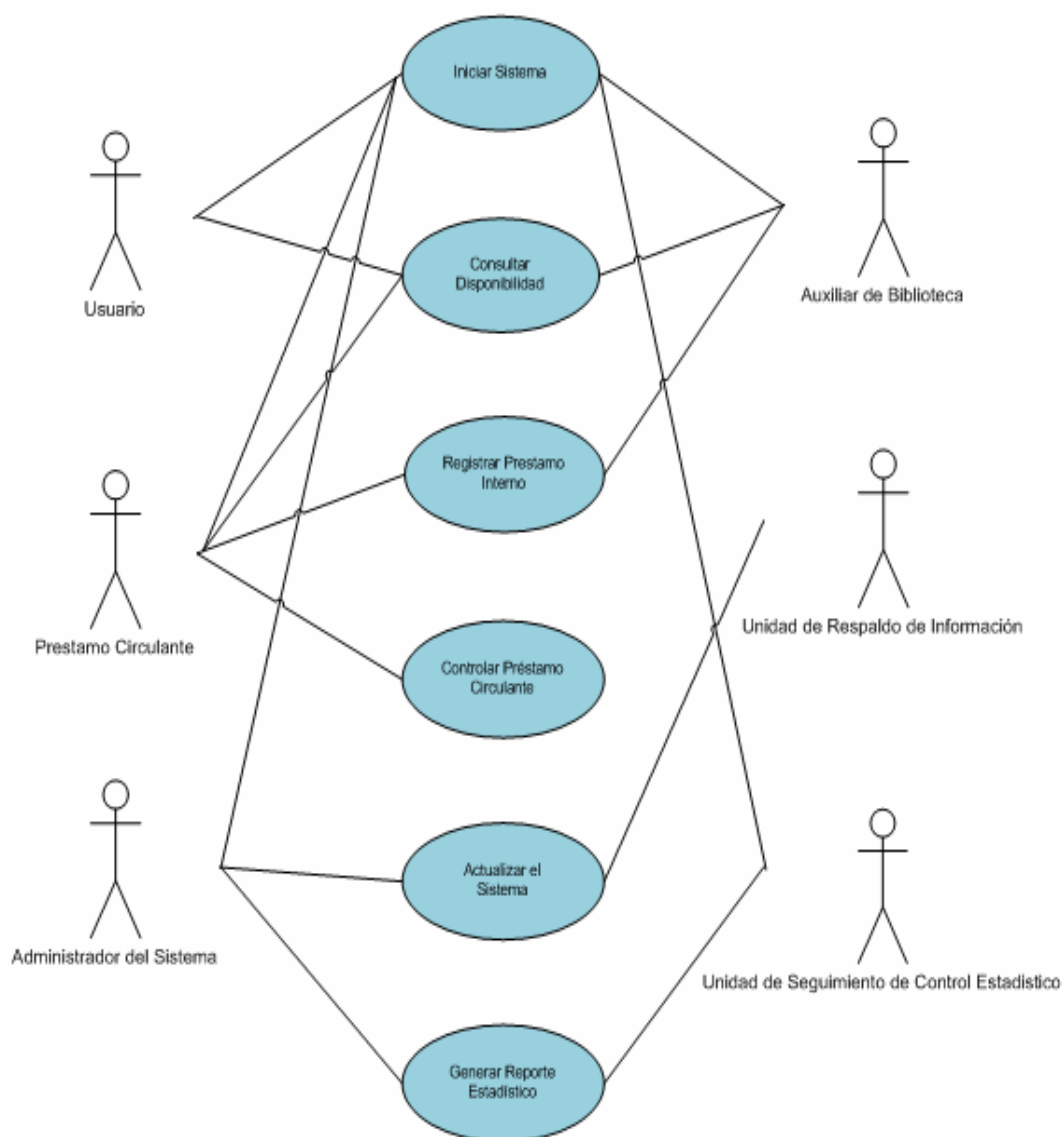 Iniciar Sistema
Usuario
Consultar
Disponibilidad
Auxiliar de Biblioteca
Registrar Prestamo
Interno
Prestamo Circulante
Unidad de Respaldo de Información
Controlar Préstamo
Circulante
Actualizar el
Sistema
Administrador del Sistema
Unidad de Seguimiento de Control Estadístico
Generar Reporte
Estadístico